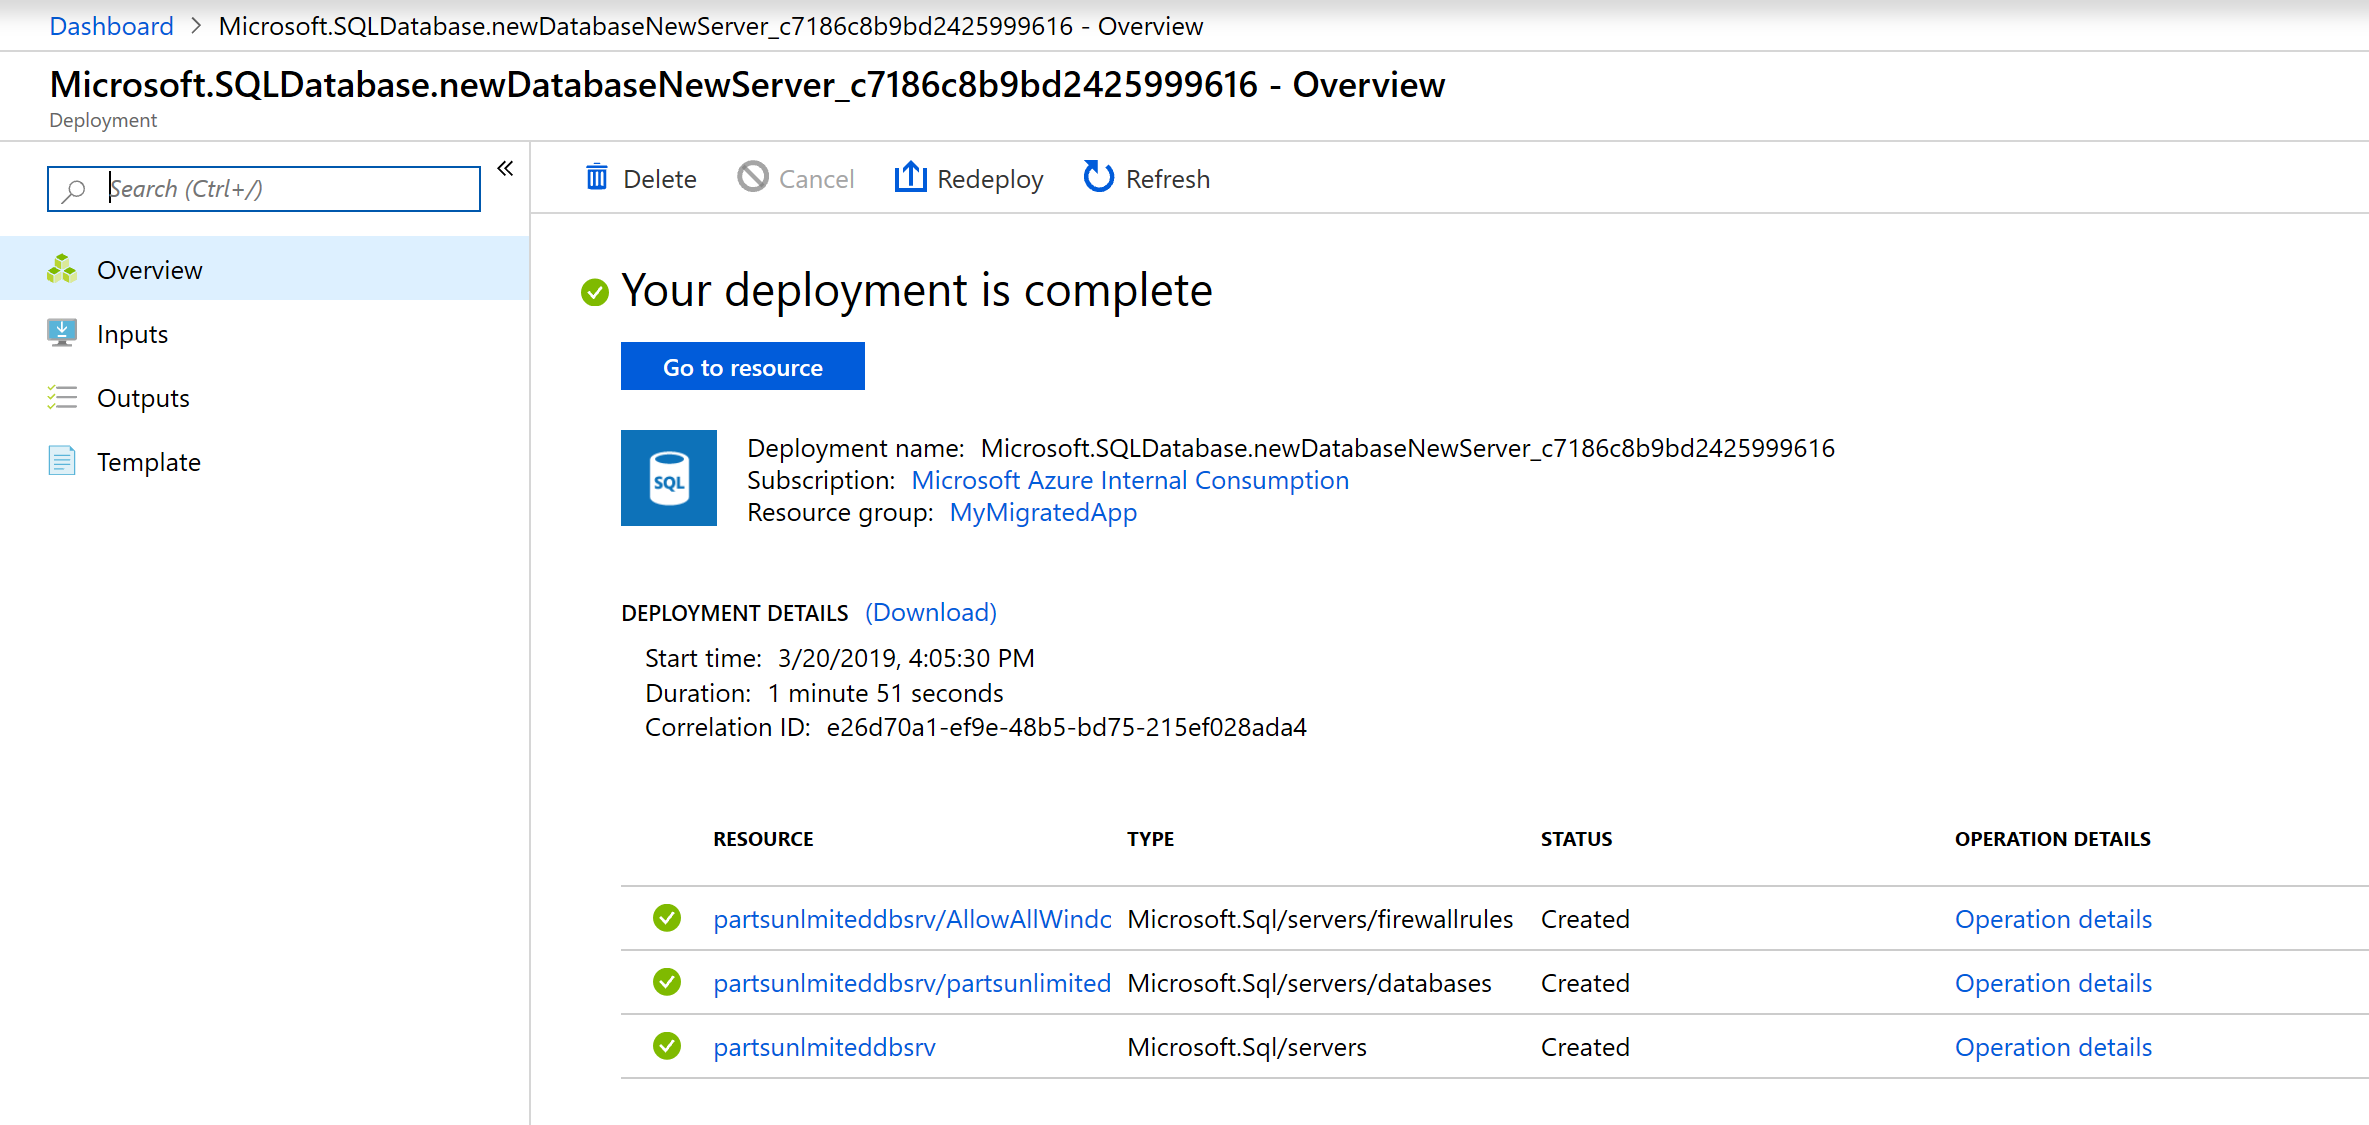 Dashboard > Microsoft.SQLDatabase.newDatabaseNewServer_c7186c8b9bd2425999616 - Overview
Microsoft.SQLDatabase.newDatabaseNewServer_c7186c8b9bd2425999616 - Overview
Deployment
Search (Ctrl+/)
«
Overview
Inputs
Outputs
Template
Delete Cancel Redeploy Refresh
Your deployment is complete
Go to resource
SQL
Deployment name: Microsoft.SQLDatabase.newDatabaseNewServer_c7186c8b9bd2425999616
Subscription: Microsoft Azure Internal Consumption
Resource group: MyMigratedApp
DEPLOYMENT DETAILS (Download)
Start time: 3/20/2019, 4:05:30 PM
Duration: 1 minute 51 seconds
Correlation ID: e26d70a1-ef9e-48b5-bd75-215ef028ada4
RESOURCE TYPE STATUS OPERATION DETAILS
partsunlmiteddbsrv/AllowAllWindo Microsoft.Sql/servers/firewallrules Created Operation details
partsunlmiteddbsrv/partsunlimited Microsoft.Sql/servers/databases Created Operation details
partsunlmiteddbsrv Microsoft.Sql/servers Created Operation details